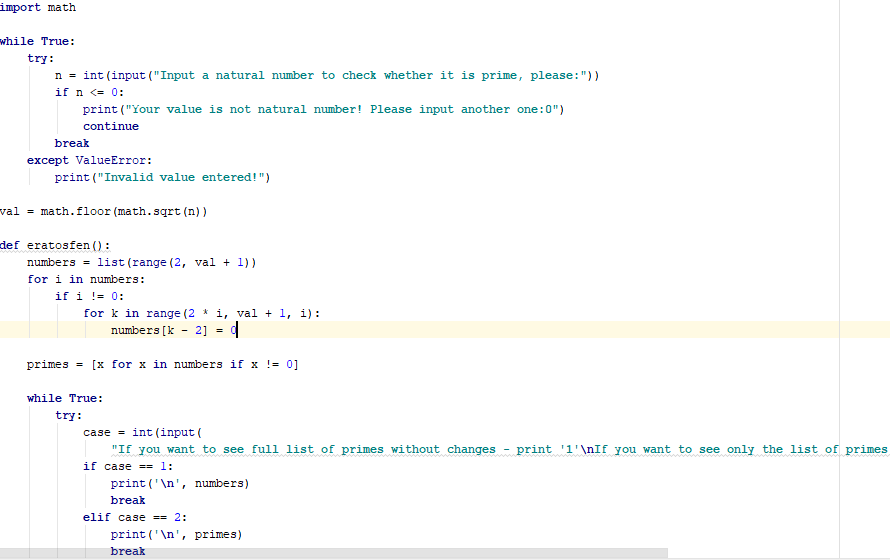 import math
while True:
try:
n = int(input("Input a natural number to check whether it is prime, please:"))
if n <= 0:
print("Your value is not natural number! Please input another one:0")
continue
break
except ValueError:
print("Invalid value entered!")
val = math.floor(math.sqrt(n))
def eratosfen():
numbers = list(range(2, val + 1))
for i in numbers:
if i != 0:
for k in range(2 * i, val + 1, i):
numbers[k - 2] = 0
primes = [x for x in numbers if x != 0]
while True:
try:
case = int(input(
"If you want to see full list of primes without changes - print '1'\nIf you want to see only the list of primes
if case == 1:
print('\n', numbers)
break
elif case == 2:
print('\n', primes)
break